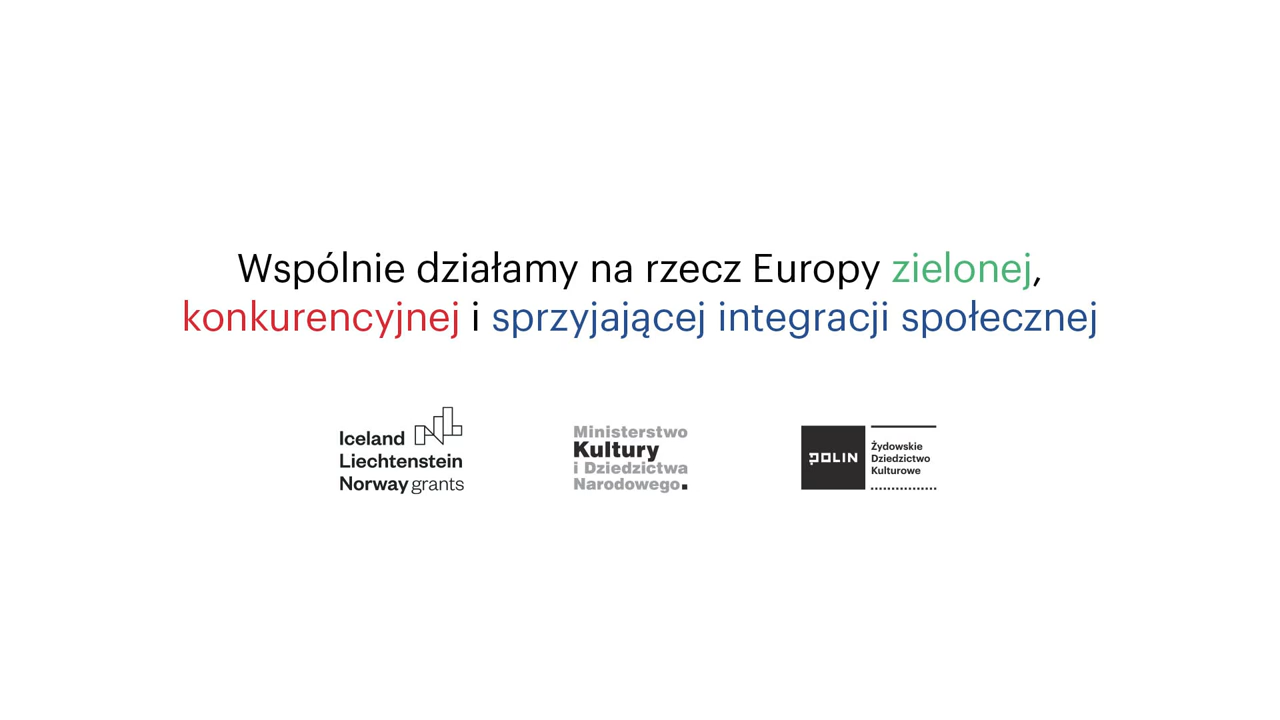 Wspólnie działamy na rzecz Europy zielonej,
konkurencyjnej i sprzyjającej integracji społecznej
Iceland
Liechtenstein
Norway grants
Ministerstwo
Kultury
i Dziedzictwa
Narodowego.
POLIN
Żydowskie
Dziedzictwo
Kulturowe